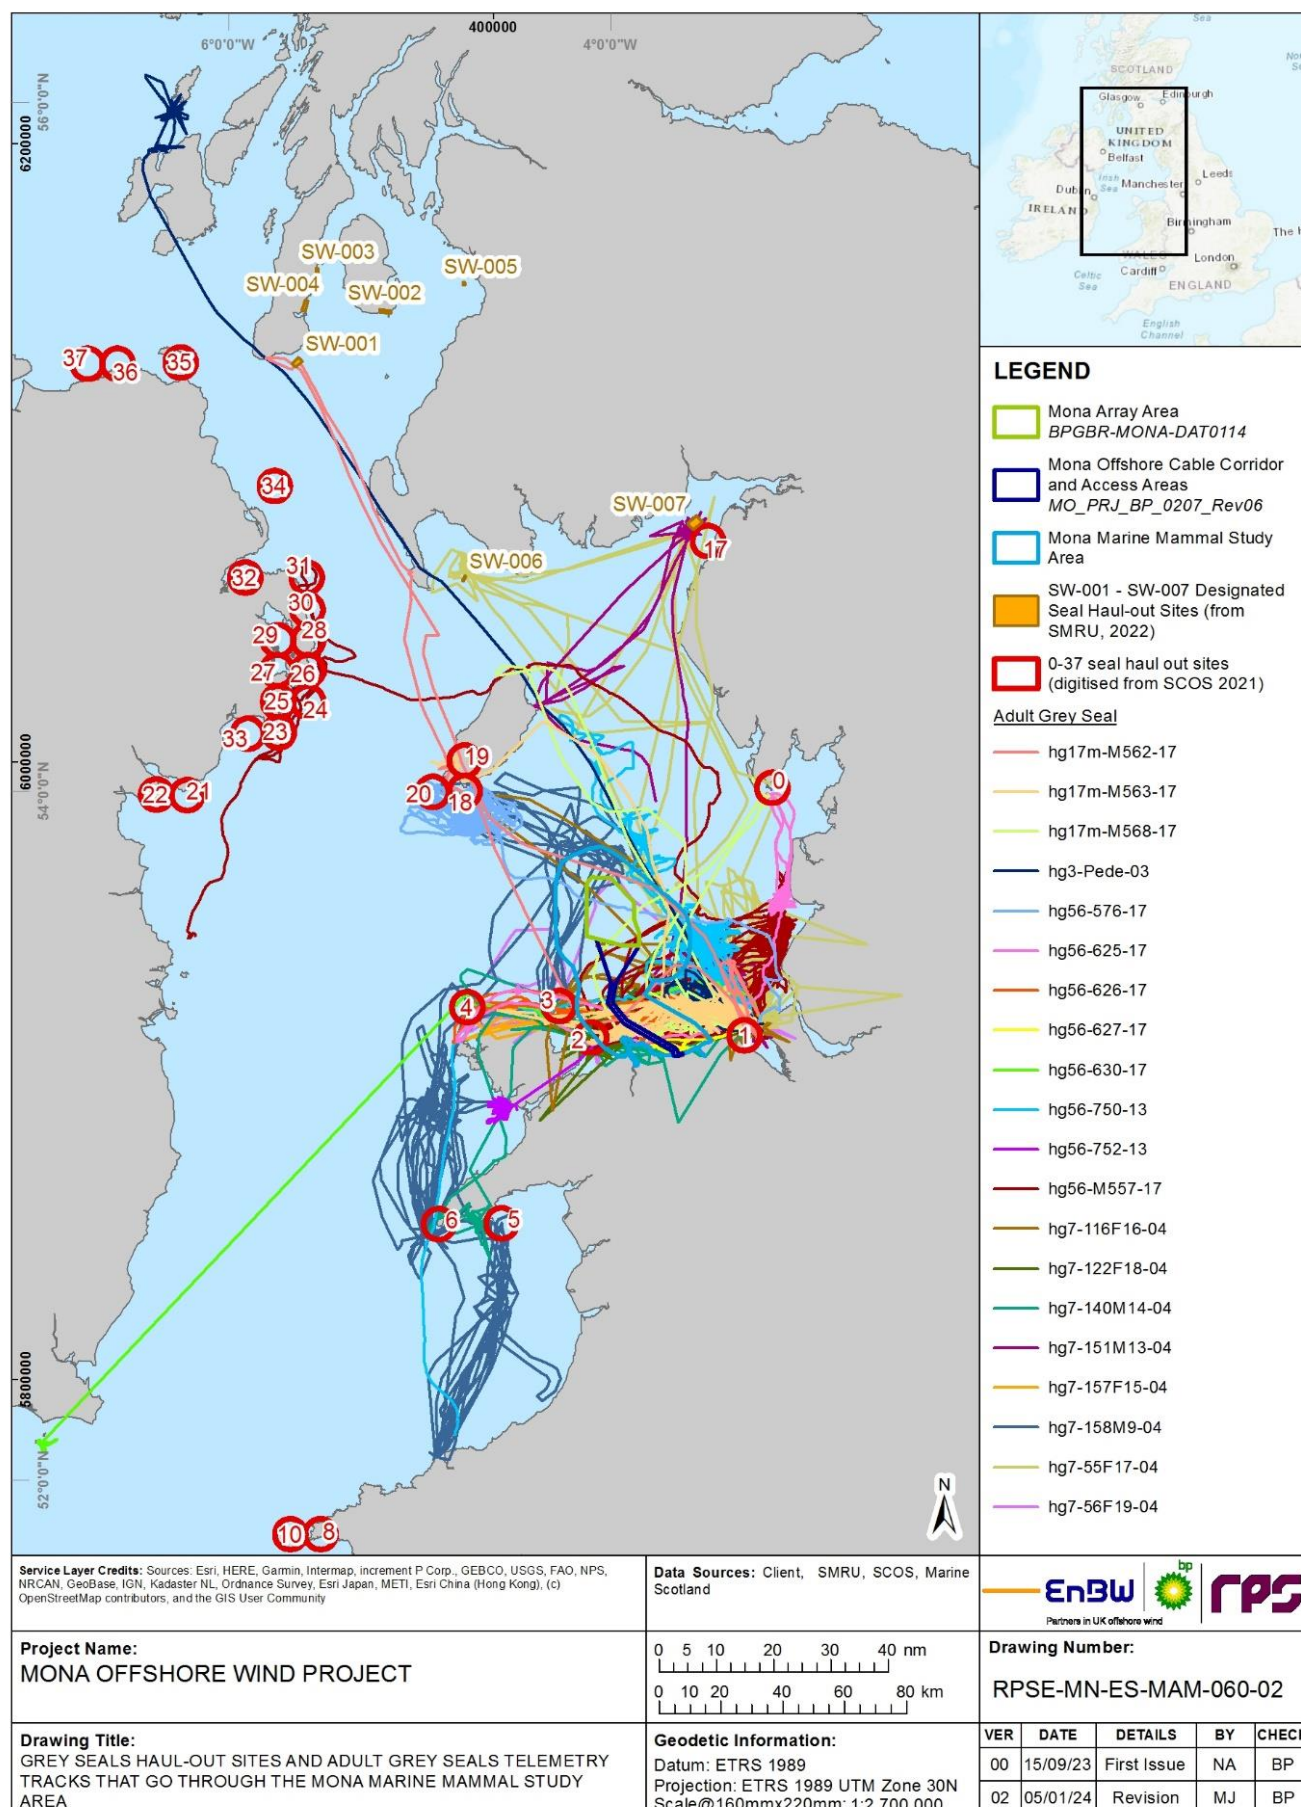 400000
6°0'0"W
4°0'0"W
56°0'0"N
6200000
SW-003
SW-005
SW-004
SW-002
SW-001
37
36
35
34
SW-007
17
SW-006
32
31
30
29
28
27
26
25
24
33
23
22
21
19
20
18
0
6000000
54°0'0"N
4
3
2
1
6
5
5800000
52°0'0"N
10
8
N
Sea
SCOTLAND
Glasgow
Edinburgh
UNITED
KINGDOM
Belfast
Irish
Sea
Dublin
Manchester
Leeds
IRELAND
Birmingham
WALES
Cardiff
London
ENGLAND
Celtic
Sea
English
Channel
The
LEGEND
Mona Array Area
BPGBR-MONA-DAT0114
Mona Offshore Cable Corridor
and Access Areas
MO_PRJ_BP_0207_Rev06
Mona Marine Mammal Study
Area
SW-001 - SW-007 Designated
Seal Haul-out Sites (from
SMRU, 2022)
0-37 seal haul out sites
(digitised from SCOS 2021)
Adult Grey Seal
hg17m-M562-17
hg17m-M563-17
hg17m-M568-17
hg3-Pede-03
hg56-576-17
hg56-625-17
hg56-626-17
hg56-627-17
hg56-630-17
hg56-750-13
hg56-752-13
hg56-M557-17
hg7-116F16-04
hg7-122F18-04
hg7-140M14-04
hg7-151M13-04
hg7-157F15-04
hg7-158M9-04
hg7-55F17-04
hg7-56F19-04
Service Layer Credits: Sources: Esri, HERE, Garmin, Intermap, increment P Corp., GEBCO, USGS, FAO, NPS,
NRCAN, GeoBase, IGN, Kadaster NL, Ordnance Survey, Esri Japan, METI, Esri China (Hong Kong), (c)
OpenStreetMap contributors, and the GIS User Community
Data Sources: Client, SMRU, SCOS, Marine
Scotland
EnBW
bp
rps
Partners in UK offshore wind
Project Name:
MONA OFFSHORE WIND PROJECT
0 5 10 20 30 40 nm
0 10 20 40 60 80 km
Drawing Number:
RPSE-MN-ES-MAM-060-02
Drawing Title:
GREY SEALS HAUL-OUT SITES AND ADULT GREY SEALS TELEMETRY
TRACKS THAT GO THROUGH THE MONA MARINE MAMMAL STUDY
AREA
Geodetic Information:
Datum: ETRS 1989
Projection: ETRS 1989 UTM Zone 30N
Scale@160mmx220mm: 1:2,700,000
VER DATE DETAILS BY CHECK
00 15/09/23 First Issue NA BP
02 05/01/24 Revision MJ BP